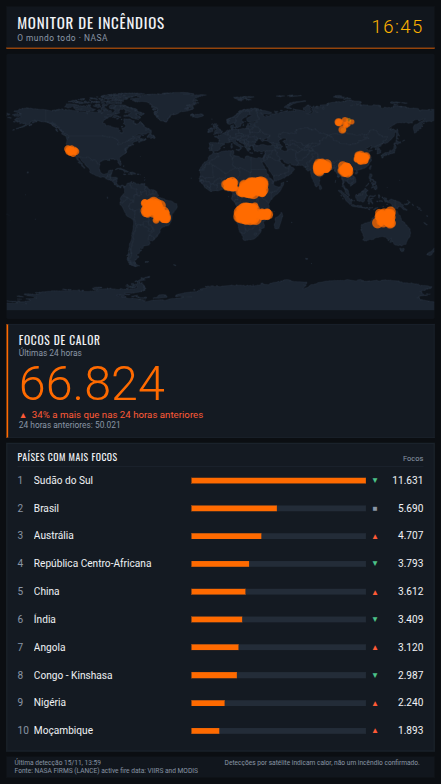 MONITOR DE INCÊNDIOS
O mundo todo · NASA
16:45
FOCOS DE CALOR
Últimas 24 horas
66.824
▲ 34% a mais que nas 24 horas anteriores
24 horas anteriores: 50.021
PAÍSES COM MAIS FOCOS Focos
1 Sudão do Sul ▼ 11.631
2 Brasil ■ 5.690
3 Austrália ▲ 4.707
4 República Centro-Africana ▼ 3.793
5 China ▲ 3.612
6 Índia ▼ 3.409
7 Angola ▲ 3.120
8 Congo - Kinshasa ▼ 2.987
9 Nigéria ▲ 2.240
10 Moçambique ▲ 1.893
Última detecção 15/11, 13:59
Fonte: NASA FIRMS (LANCE) active fire data: VIIRS and MODIS
Detecções por satélite indicam calor, não um incêndio confirmado.